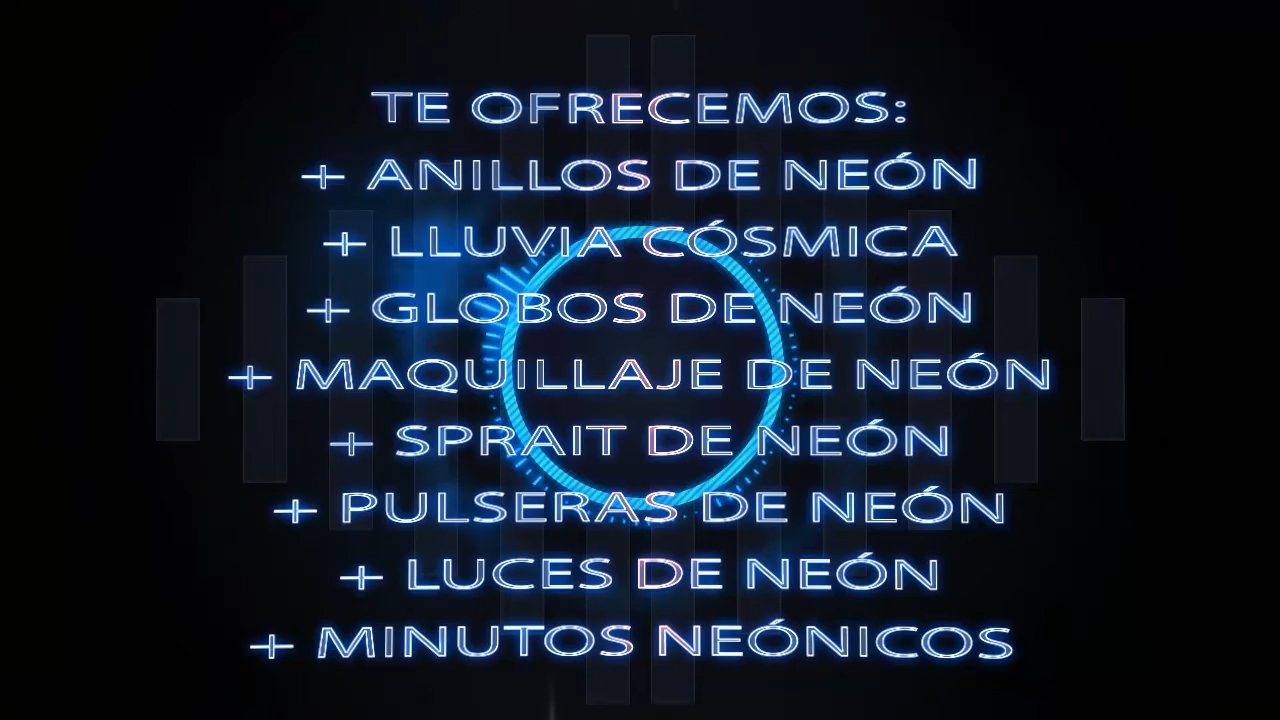 TE OFRECEMOS:
+ ANILLOS DE NEÓN
+ LLUVIA CÓSMICA
+ GLOBOS DE NEÓN
+ MAQUILLAJE DE NEÓN
+ SPRAIT DE NEÓN
+ PULSERAS DE NEÓN
+ LUCES DE NEÓN
+ MINUTOS NEÓNICOS